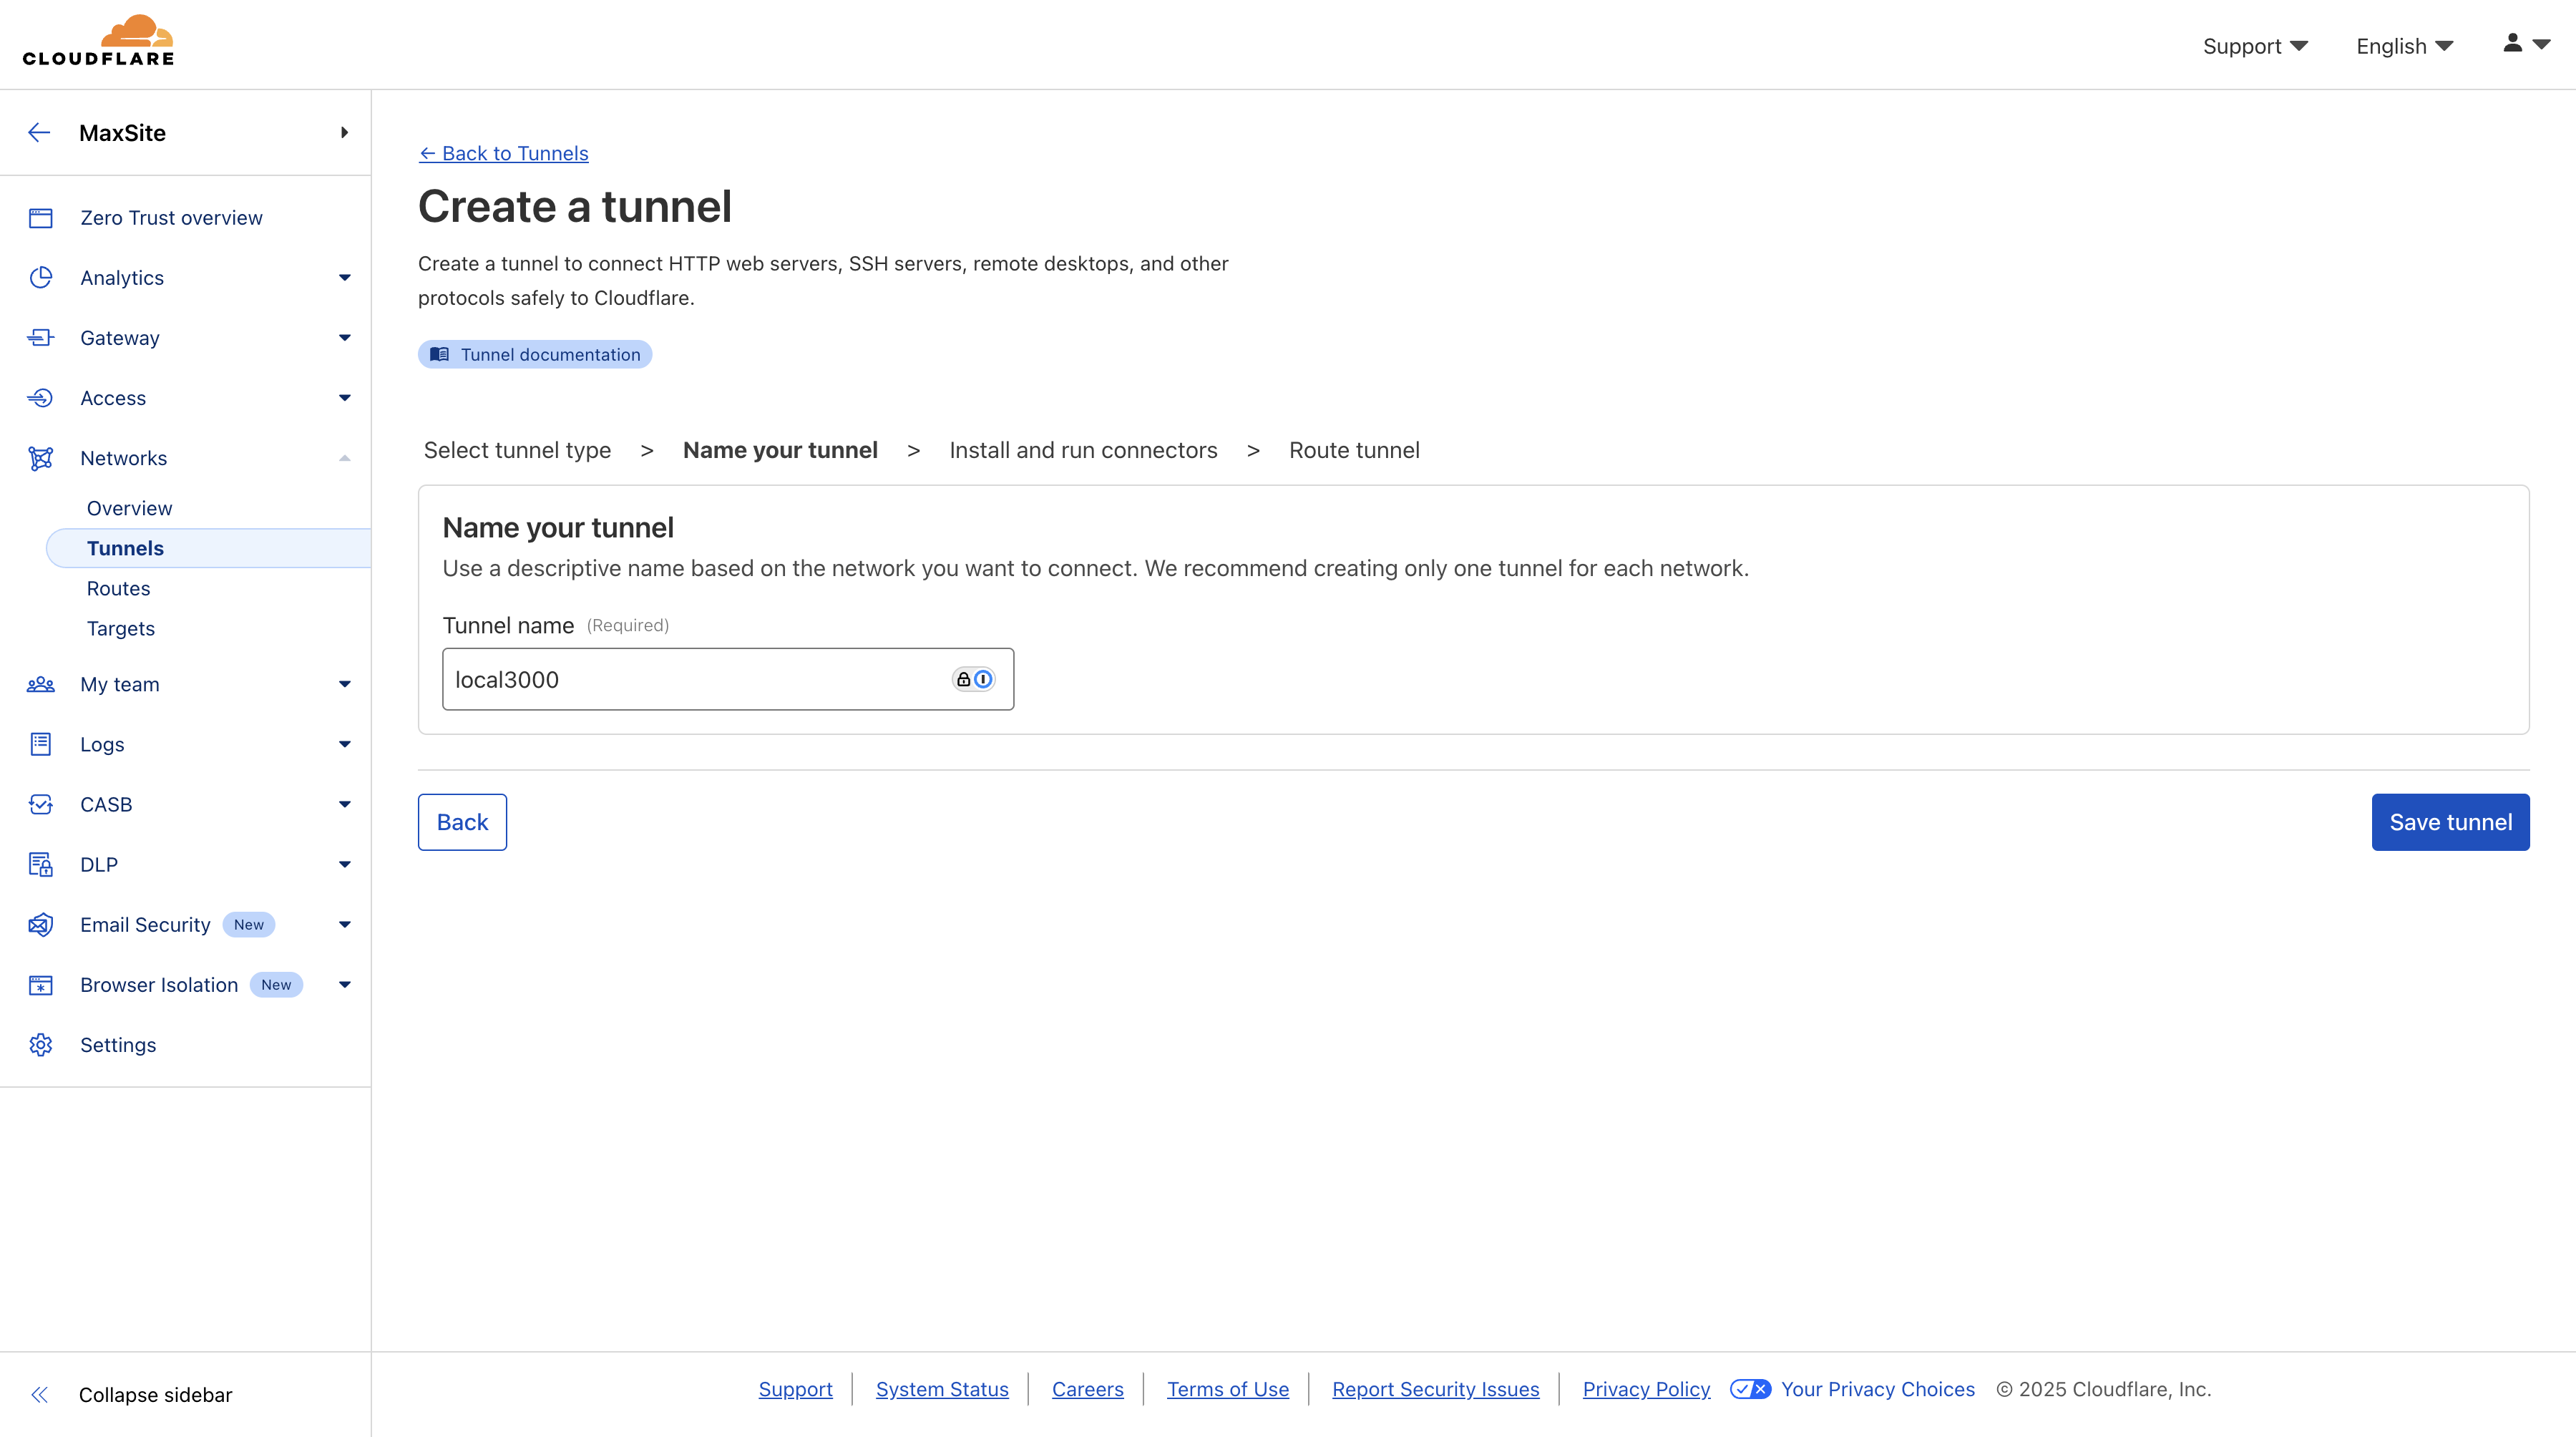 CLOUDFLARE
Support
English
MaxSite
Zero Trust overview
Analytics
Gateway
Access
Networks
Overview
Tunnels
Routes
Targets
My team
Logs
CASB
DLP
Email Security New
Browser Isolation New
Settings
Collapse sidebar
← Back to Tunnels
Create a tunnel
Create a tunnel to connect HTTP web servers, SSH servers, remote desktops, and other
protocols safely to Cloudflare.
Tunnel documentation
Select tunnel type > Name your tunnel > Install and run connectors > Route tunnel
Name your tunnel
Use a descriptive name based on the network you want to connect. We recommend creating only one tunnel for each network.
Tunnel name (Required)
local3000
Back
Save tunnel
Support System Status Careers Terms of Use Report Security Issues Privacy Policy Your Privacy Choices © 2025 Cloudflare, Inc.